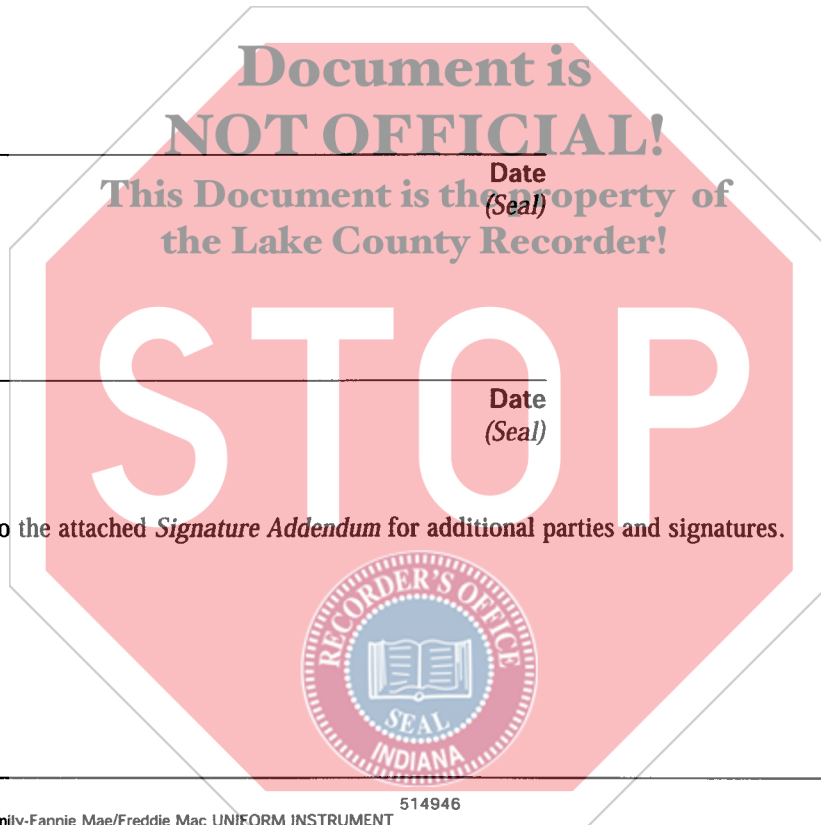 Document is
NOT OFFICIAL!
Date
This Document is the property of
(Seal)
the Lake County Recorder!
STOP
Date
(Seal)
the attached Signature Addendum for additional parties and signatures.
RECORDER'S OFFICE
SEAL
INDIANA
514946
Fannie Mae/Freddie Mac UNIFORM INSTRUMENT